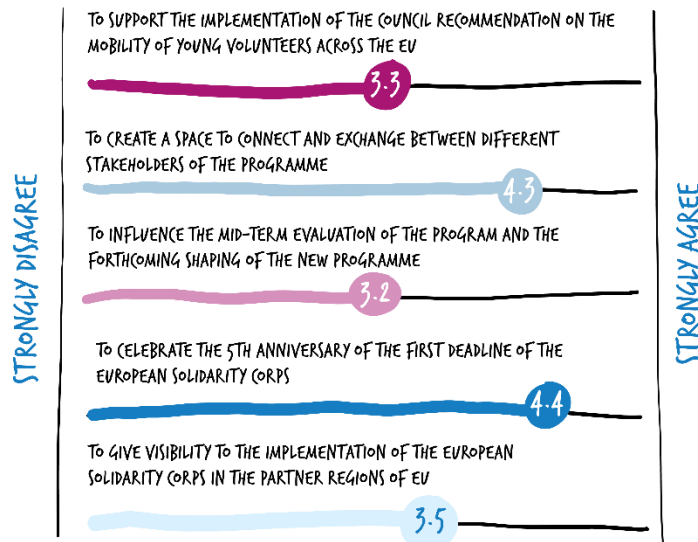 TO SUPPORT THE IMPLEMENTATION OF THE COUNCIL RECOMMENDATION ON THE
MOBILITY OF YOUNG VOLUNTEERS ACROSS THE EU
3.3
TO CREATE A SPACE TO CONNECT AND EXCHANGE BETWEEN DIFFERENT
STAKEHOLDERS OF THE PROGRAMME
4.3
TO INFLUENCE THE MID-TERM EVALUATION OF THE PROGRAM AND THE
FORTHCOMING SHAPING OF THE NEW PROGRAMME
3.2
TO CELEBRATE THE 5TH ANNIVERSARY OF THE FIRST DEADLINE OF THE
EUROPEAN SOLIDARITY CORPS
4.4
TO GIVE VISIBILITY TO THE IMPLEMENTATION OF THE EUROPEAN
SOLIDARITY CORPS IN THE PARTNER REGIONS OF EU
3.5
STRONGLY DISAGREE
STRONGLY AGREE